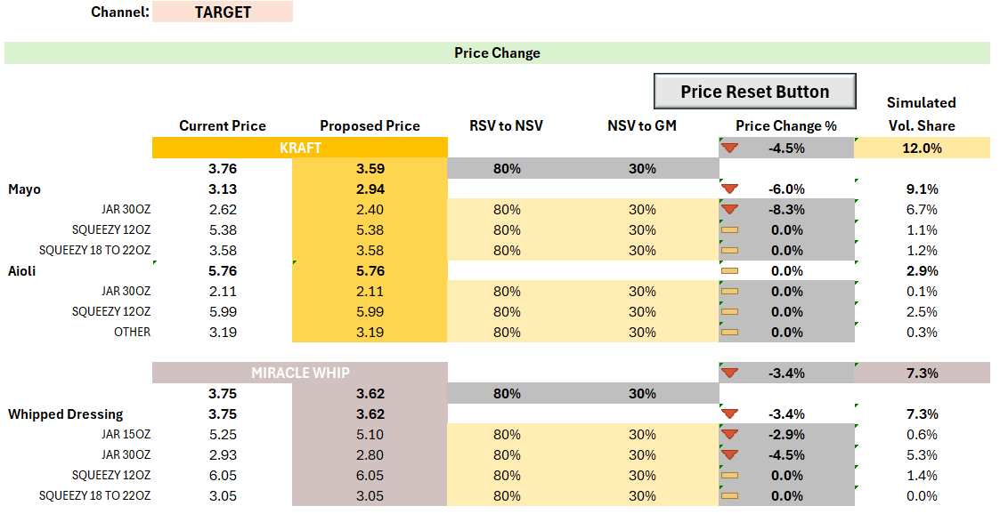 Channel: TARGET
Price Change
Price Reset Button
Simulated
Current Price Proposed Price RSV to NSV NSV to GM Price Change % Vol. Share
KRAFT -4.5% 12.0%
3.76 3.59 80% 30%
Mayo 3.13 2.94 -6.0% 9.1%
JAR 30OZ 2.62 2.40 80% 30% -8.3% 6.7%
SQUEEZY 12OZ 5.38 5.38 80% 30% 0.0% 1.1%
SQUEEZY 18 TO 22OZ 3.58 3.58 80% 30% 0.0% 1.2%
Aioli 5.76 5.76 0.0% 2.9%
JAR 30OZ 2.11 2.11 80% 30% 0.0% 0.1%
SQUEEZY 12OZ 5.99 5.99 80% 30% 0.0% 2.5%
OTHER 3.19 3.19 80% 30% 0.0% 0.3%
MIRACLE WHIP -3.4% 7.3%
3.75 3.62 80% 30%
Whipped Dressing 3.75 3.62 -3.4% 7.3%
JAR 15OZ 5.25 5.10 80% 30% -2.9% 0.6%
JAR 30OZ 2.93 2.80 80% 30% -4.5% 5.3%
SQUEEZY 12OZ 6.05 6.05 80% 30% 0.0% 1.4%
SQUEEZY 18 TO 22OZ 3.05 3.05 80% 30% 0.0% 0.0%